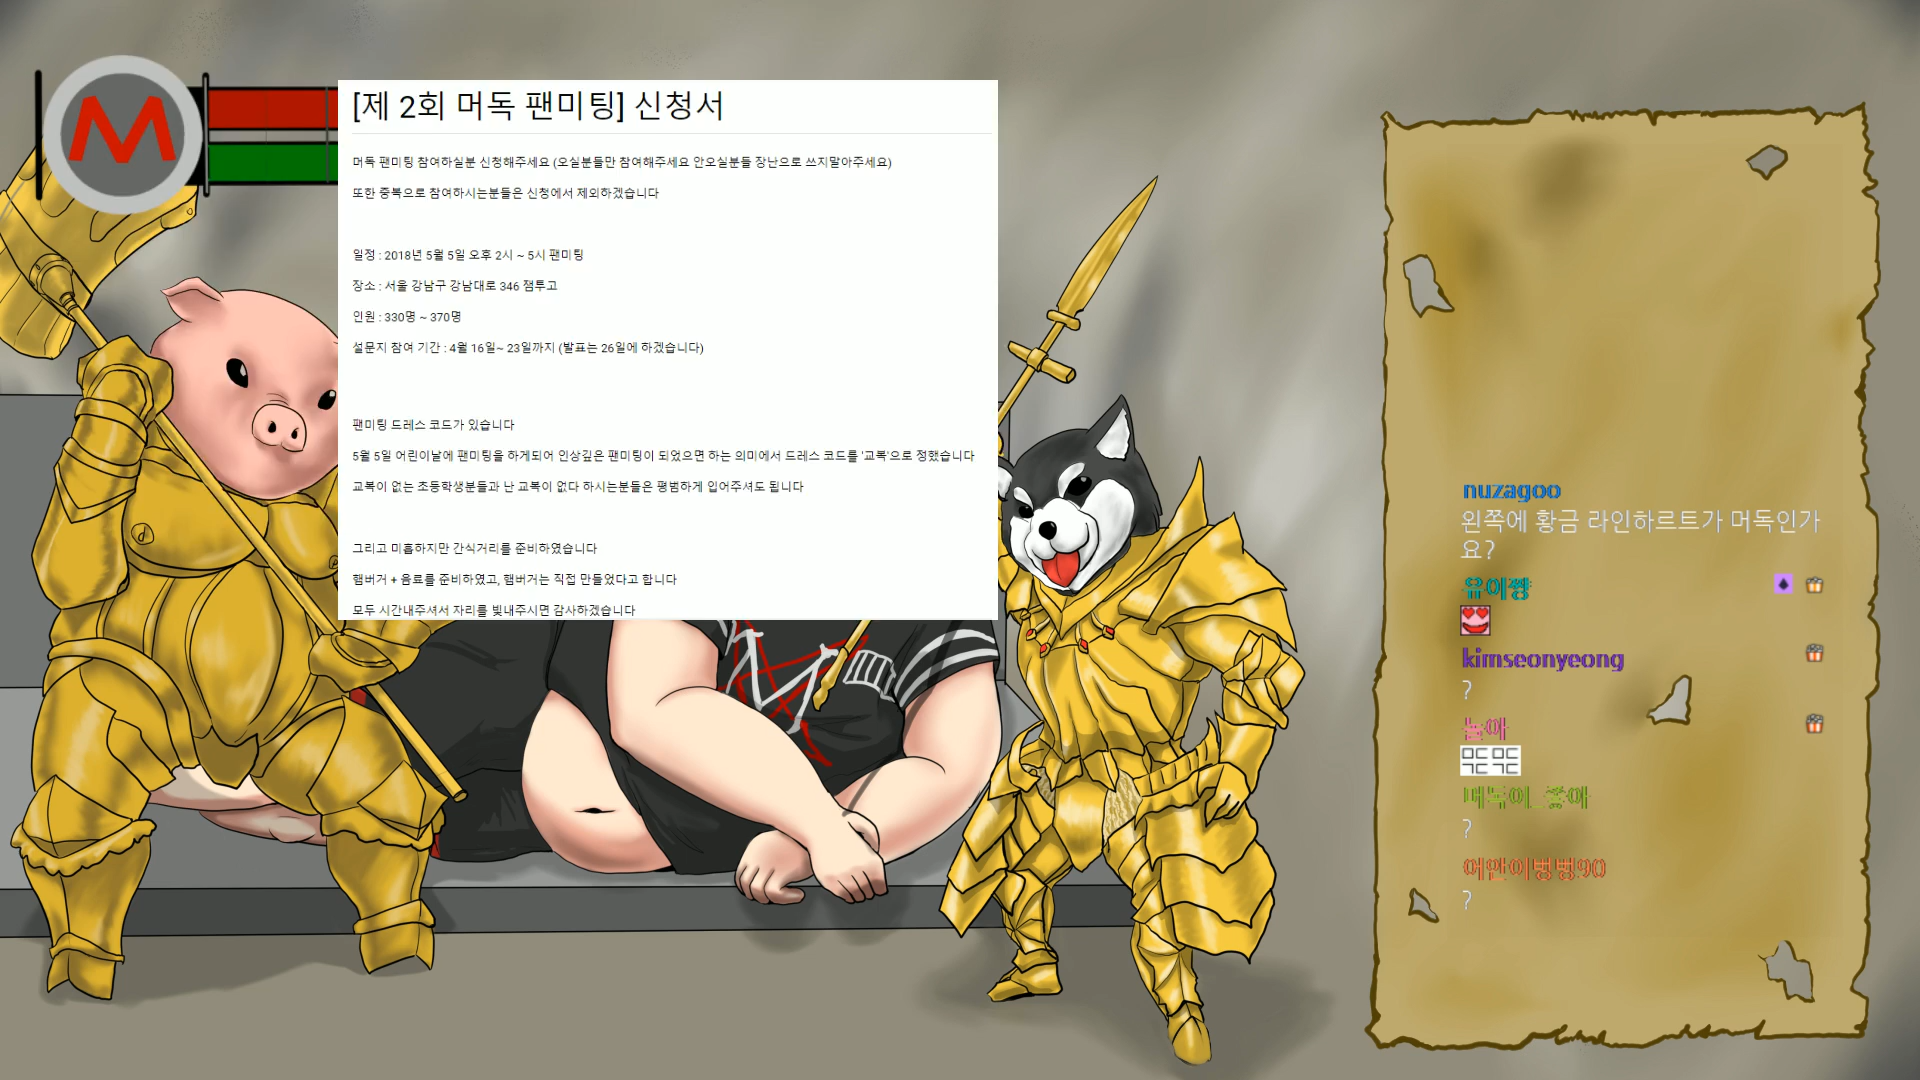 M
[제 2회 머독 팬미팅] 신청서
머독 팬미팅 참여하실분 신청해주세요 (오실분들만 참여해주세요 안오실분들 장난으로 쓰지말아주세요)
또한 중복으로 참여하시는분들은 신청에서 제외하겠습니다
일정 : 2018년 5월 5일 오후 2시 ~ 5시 팬미팅
장소 : 서울 강남구 강남대로 346 잼투고
인원 : 330명 ~ 370명
설문지 참여 기간 : 4월 16일~ 23일까지 (발표는 26일에 하겠습니다)
팬미팅 드레스 코드가 있습니다
5월 5일 어린이날에 팬미팅을 하게되어 인상깊은 팬미팅이 되었으면 하는 의미에서 드레스 코드를 '교복'으로 정했습니다
교복이 없는 초등학생분들과 난 교복이 없다 하시는분들은 평범하게 입어주셔도 됩니다
그리고 미흡하지만 간식거리를 준비하였습니다
햄버거 + 음료를 준비하였고, 햄버거는 직접 만들었다고 합니다
모두 시간내주셔서 자리를 빛내주시면 감사하겠습니다
nuzagoo
왼쪽에 황금 라인하르트가 머독인가
요?
유이짱
kimseonyeong
?
눌아
?
?